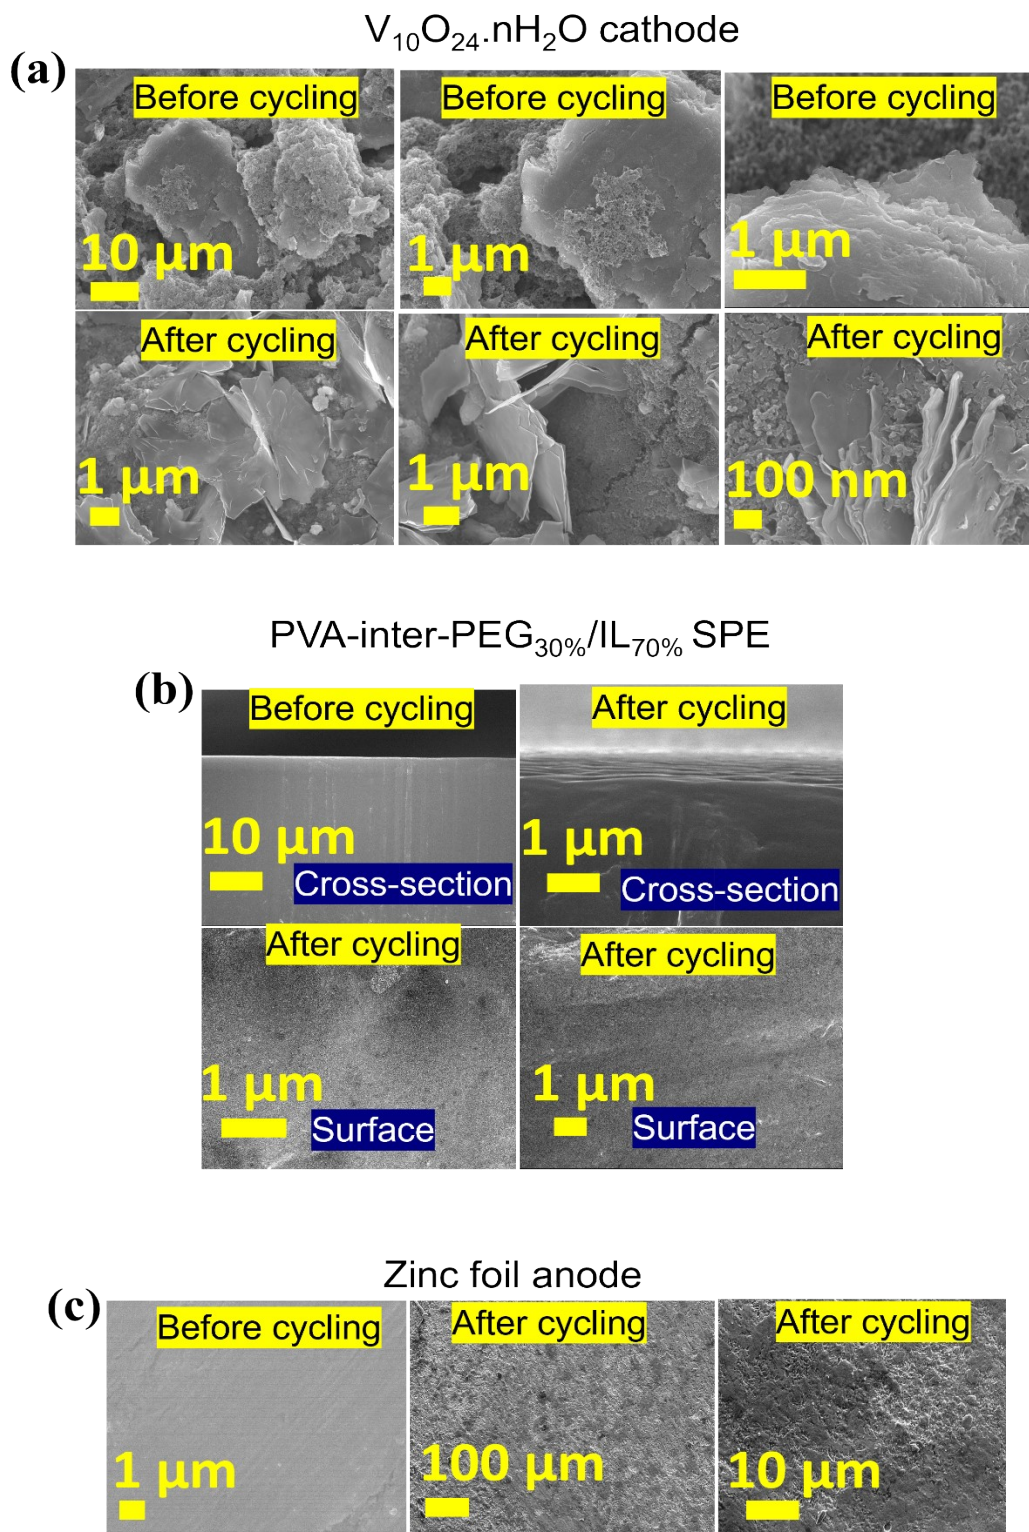 V₁₀O₂₄.nH₂O cathode
(a)
Before cycling
Before cycling
Before cycling
10 µm
1 µm
1 µm
After cycling
After cycling
After cycling
1 µm
1 µm
100 nm
PVA-inter-PEG₃₀%/IL₇₀% SPE
(b)
Before cycling
After cycling
10 µm
1 µm
Cross-section
Cross-section
After cycling
After cycling
1 µm
1 µm
Surface
Surface
Zinc foil anode
(c)
Before cycling
After cycling
After cycling
1 µm
100 µm
10 µm